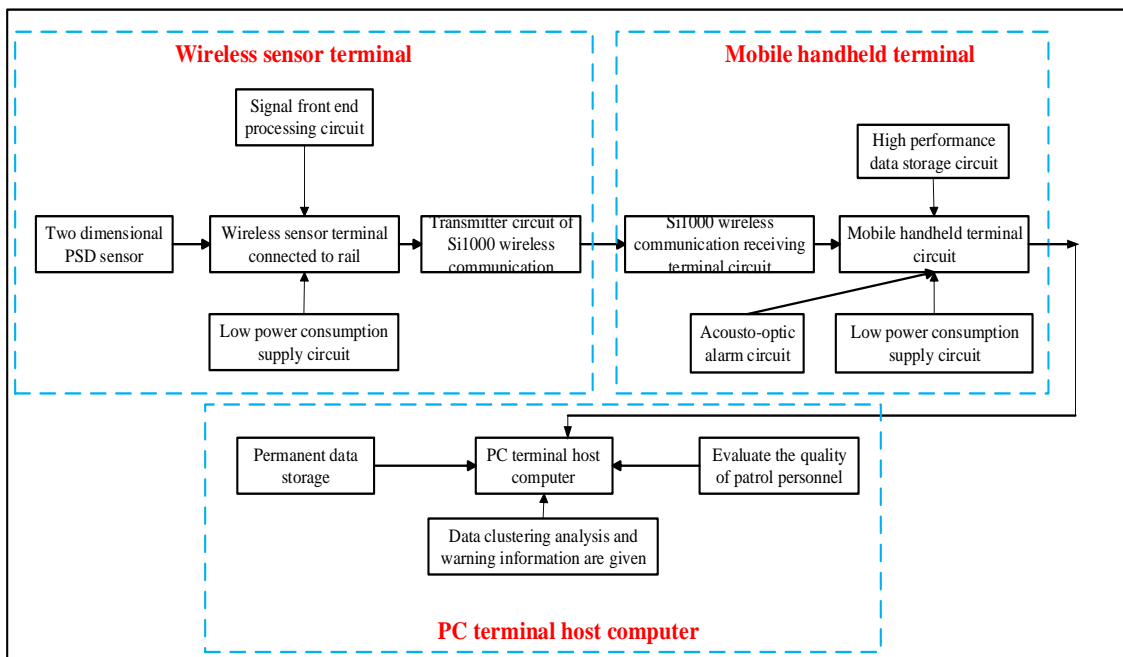 Wireless sensor terminal
Mobile handheld terminal
Signal front end
processing circuit
High performance
data storage circuit
Two dimensional
PSD sensor
Wireless sensor terminal
connected to rail
Transmitter circuit of
Si1000 wireless
communication
Si1000 wireless
communication receiving
terminal circuit
Mobile handheld terminal
circuit
Low power consumption
supply circuit
Acousto-optic
alarm circuit
Low power consumption
supply circuit
Permanent data
storage
PC terminal host
computer
Evaluate the quality
of patrol personnel
Data clustering analysis and
warning information are given
PC terminal host computer